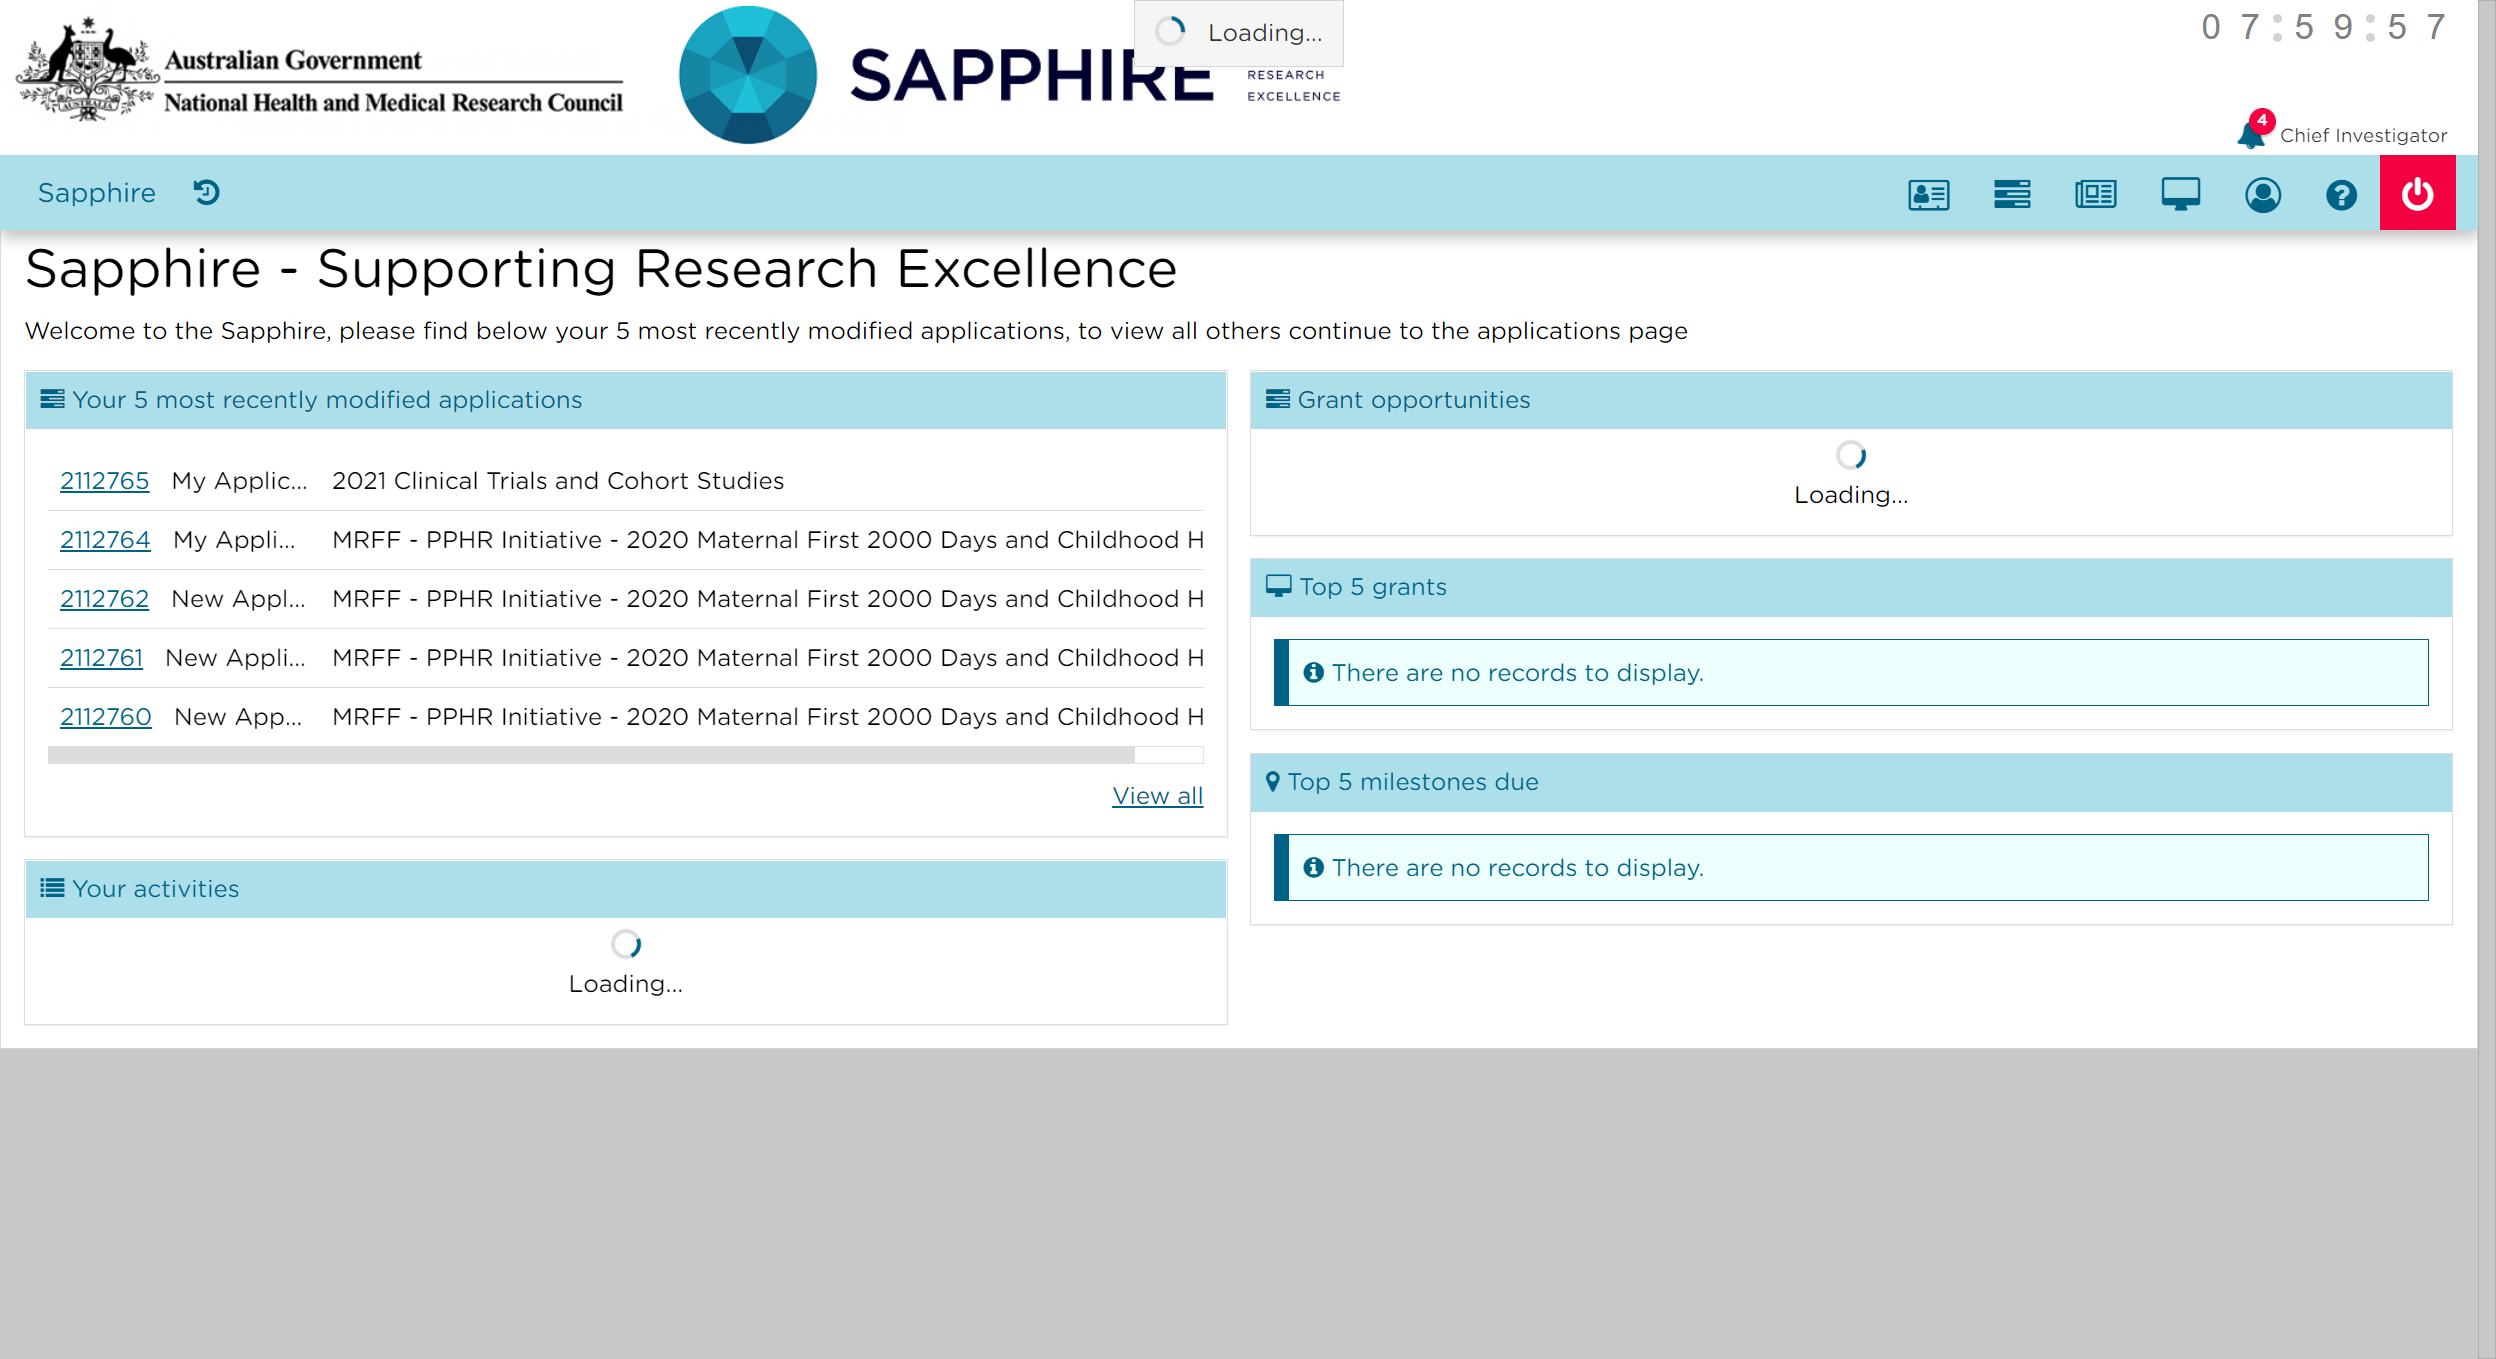 Australian Government
National Health and Medical Research Council
AUSTRALIA
SAPPHIRE
RESEARCH
EXCELLENCE
Loading...
07:59:57
4
Chief Investigator
Sapphire
Sapphire - Supporting Research Excellence
Welcome to the Sapphire, please find below your 5 most recently modified applications, to view all others continue to the applications page
Your 5 most recently modified applications
2112765 My Applic... 2021 Clinical Trials and Cohort Studies
2112764 My Appli... MRFF - PPHR Initiative - 2020 Maternal First 2000 Days and Childhood H
2112762 New Appl... MRFF - PPHR Initiative - 2020 Maternal First 2000 Days and Childhood H
2112761 New Appli... MRFF - PPHR Initiative - 2020 Maternal First 2000 Days and Childhood H
2112760 New App... MRFF - PPHR Initiative - 2020 Maternal First 2000 Days and Childhood H
View all
Your activities
Loading...
Grant opportunities
Loading...
Top 5 grants
There are no records to display.
Top 5 milestones due
There are no records to display.